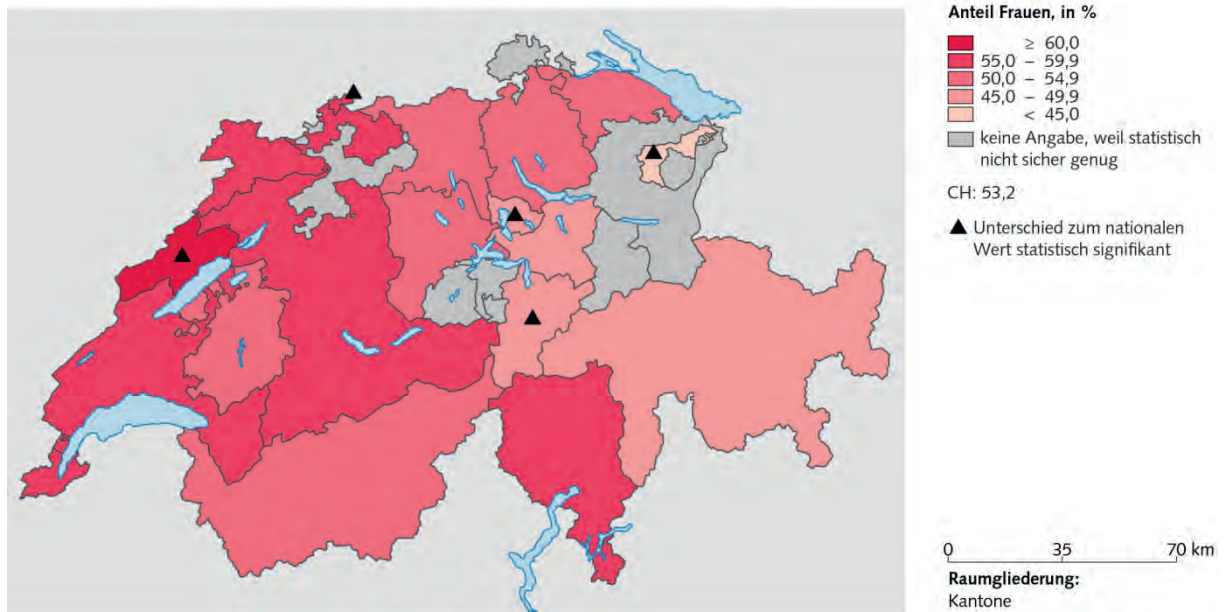 Anteil Frauen, in %
≥ 60,0
55,0 – 59,9
50,0 – 54,9
45,0 – 49,9
< 45,0
keine Angabe, weil statistisch
nicht sicher genug
CH: 53,2
Unterschied zum nationalen
Wert statistisch signifikant
0 35 70 km
Raumgliederung:
Kantone